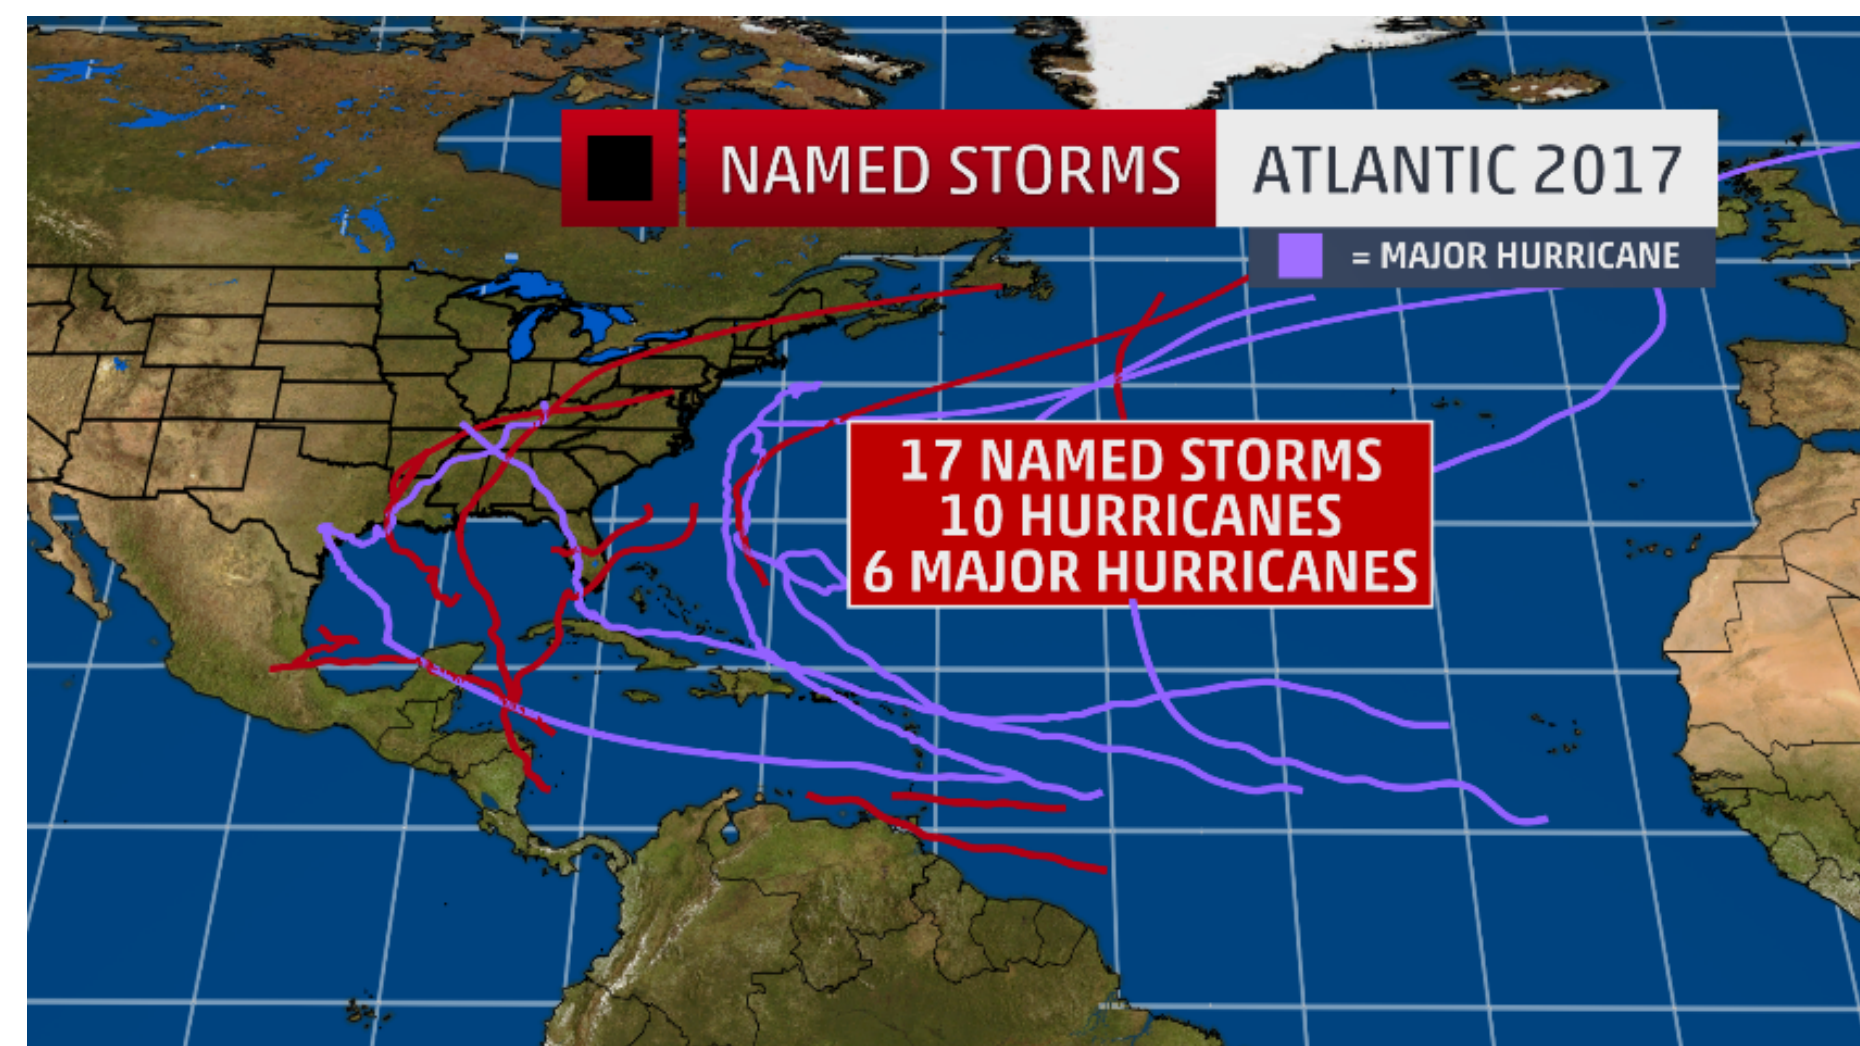 NAMED STORMS ATLANTIC 2017
= MAJOR HURRICANE
17 NAMED STORMS
10 HURRICANES
6 MAJOR HURRICANES